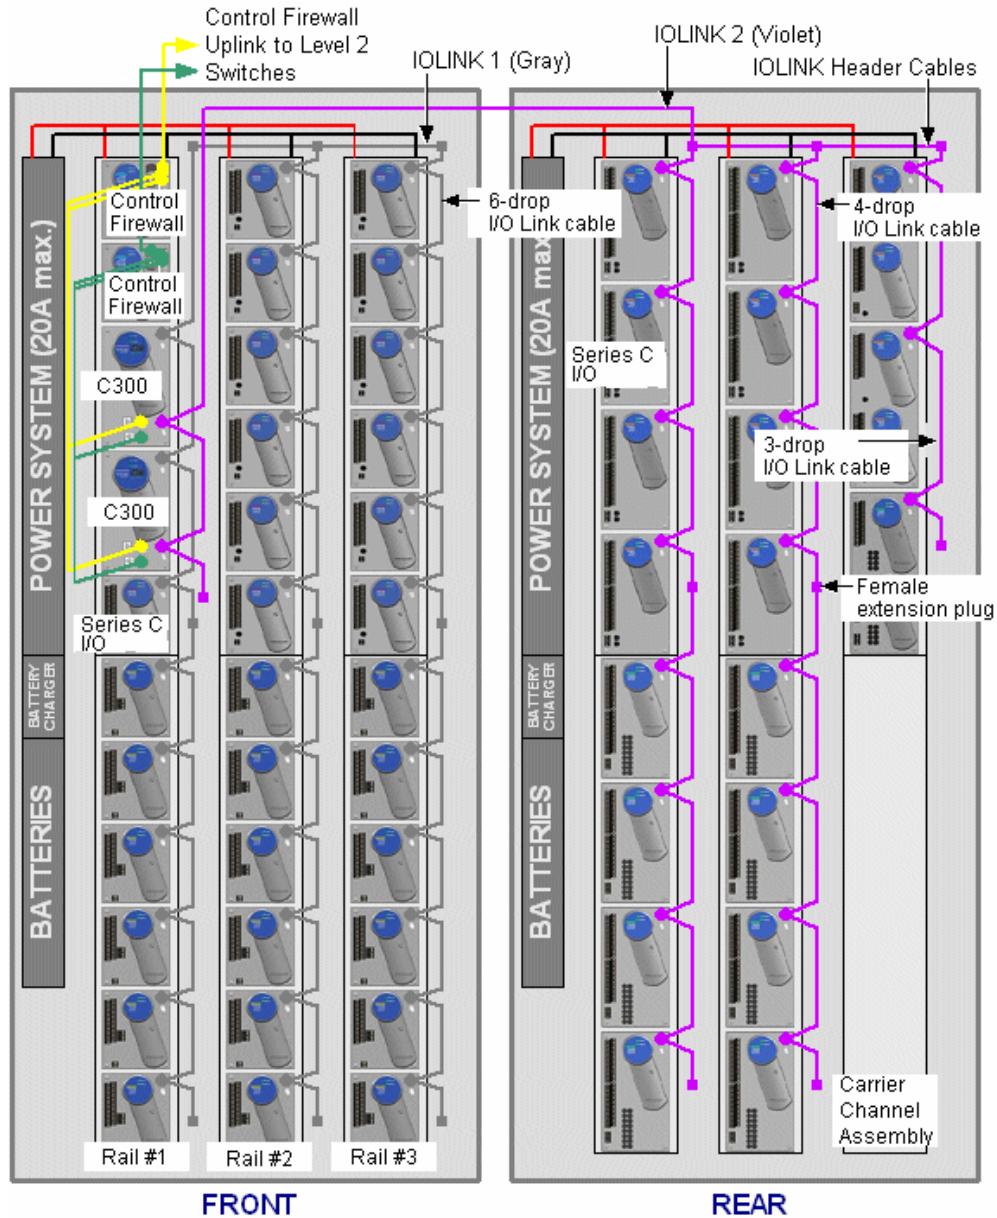 Control Firewall
Uplink to Level 2
Switches
IOLINK 1 (Gray)
IOLINK 2 (Violet)
IOLINK Header Cables
POWER SYSTEM (20A max.)
BATTERY
CHARGER
BATTERIES
Control
Firewall
Control
Firewall
C300
C300
Series C
I/O
6-drop
I/O Link cable
Rail #1
Rail #2
Rail #3
FRONT
POWER SYSTEM (20A max.)
BATTERY
CHARGER
BATTERIES
Series C
I/O
4-drop
I/O Link cable
3-drop
I/O Link cable
Female
extension plug
Carrier
Channel
Assembly
REAR